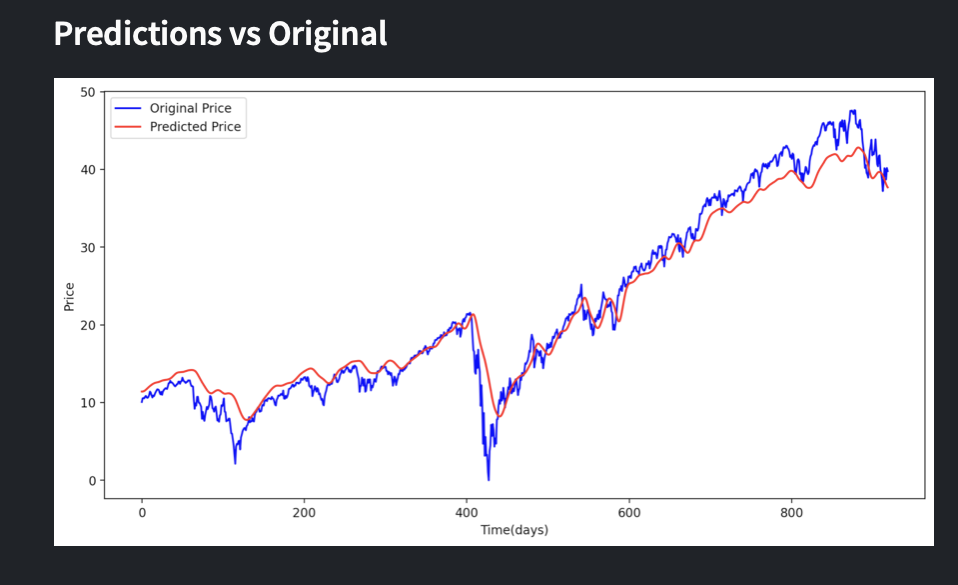 Predictions vs Original
Original Price
Predicted Price
50
40
30
20
10
0
Price
0 200 400 600 800
Time(days)